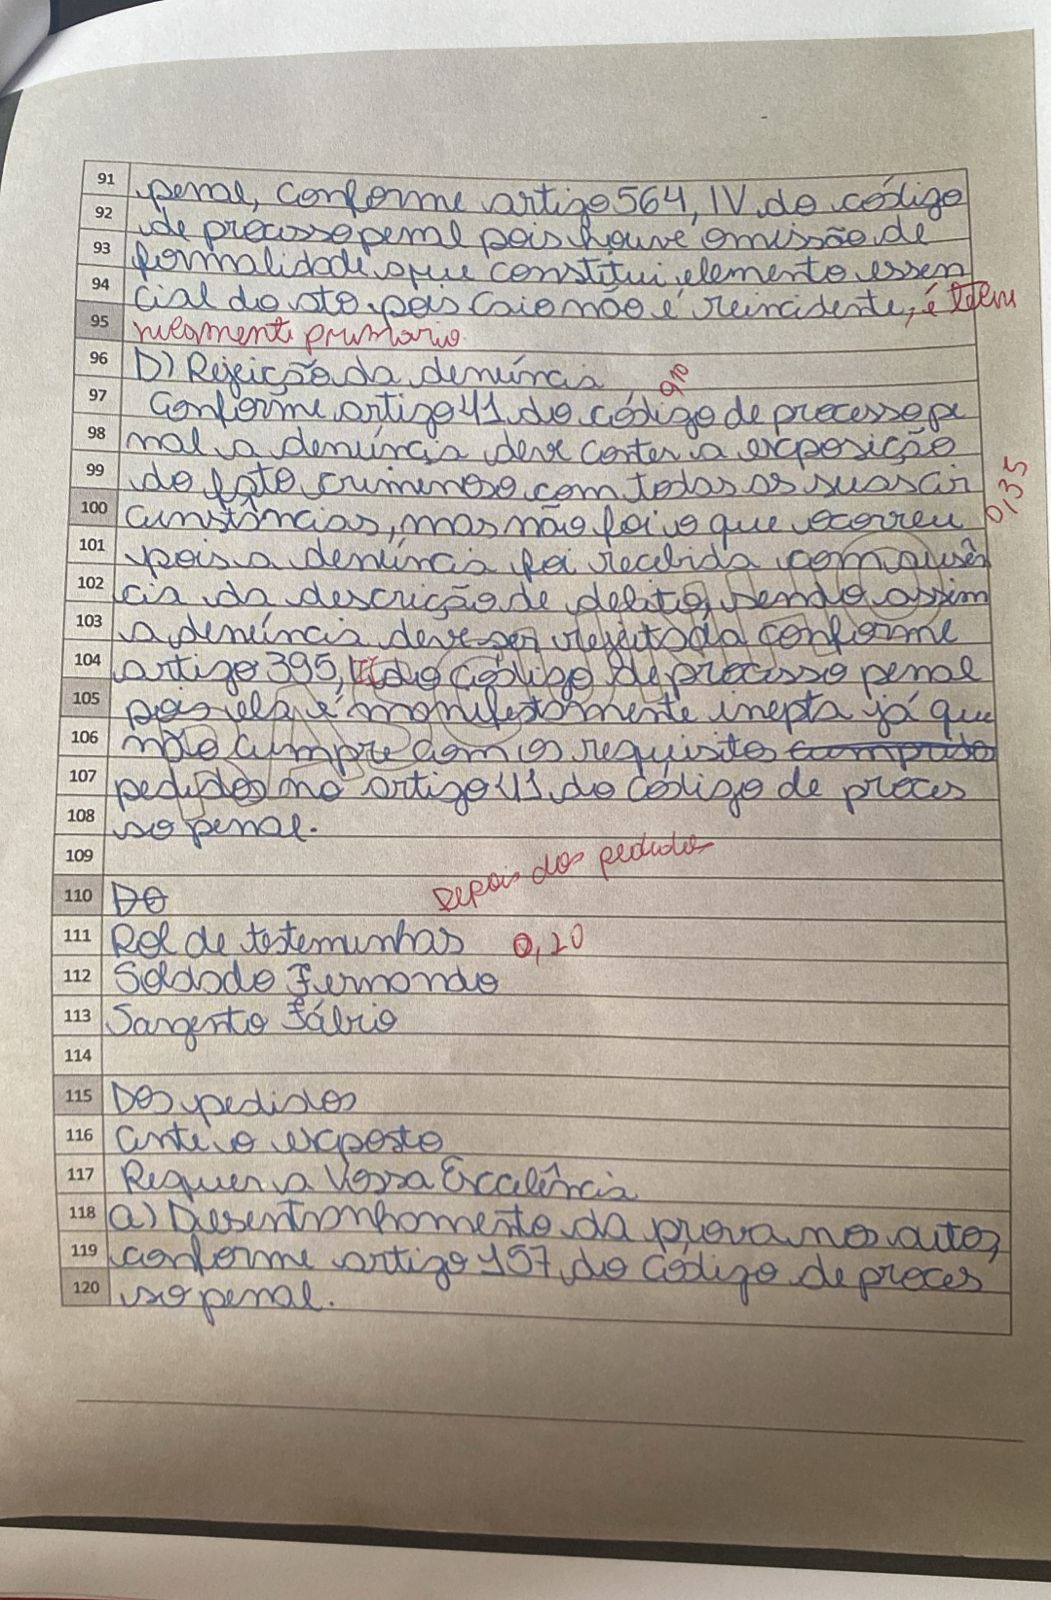 91 penal, conforme artigo 564, IV do código
92 de processo penal pois houve omissão de
93 formalidade que constitui elemento essen
94 cial do ato pois Caio não é reincidente, é
95 primário
96 D) Rejeição da denúncia
97 Conforme artigo 41 do código de processo pe
98 nal a denúncia deve conter a exposição
99 do fato criminoso com todas as suas cir
100 cunstâncias, mas não foi o que ocorreu 0,35
101 pois a denúncia foi recebida com ausên
102 cia da descrição de delito, sendo assim
103 a denúncia deve ser rejeitada conforme
104 artigo 395, do código de processo penal
105 pois ela é manifestamente inepta já que
106 não cumpre com os requisitos
107 pedidos no artigo 41 do código de proces
108 so penal.
109 Depois dos pedidos
110 DO
111 Rol de testemunhas 0,20
112 Soldado Fernando
113 Sargento Fábio
114
115 Dos pedidos
116 ante o exposto
117 Requer a Vossa Excelência
118 a) Desentranhamento da prova nos autos,
119 conforme artigo 157 do Código de proces
120 so penal.